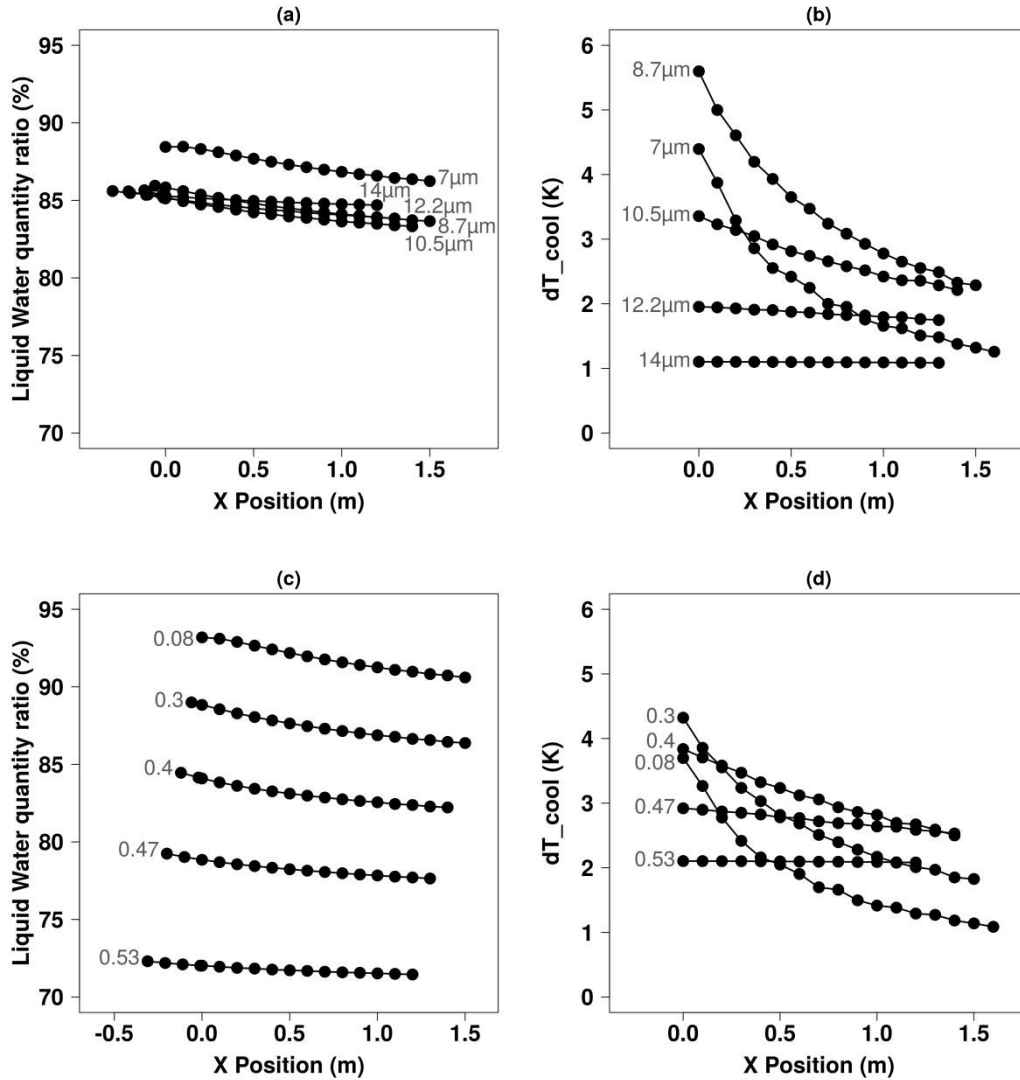 (a)
95
90
85
80
75
70
Liquid Water quantity ratio (%)
7µm
14µm
12.2µm
8.7µm
10.5µm
0.0
0.5
1.0
1.5
X Position (m)
(b)
6
5
4
3
2
1
0
dT_cool (K)
8.7µm
7µm
10.5µm
12.2µm
14µm
0.0
0.5
1.0
1.5
X Position (m)
(c)
95
90
85
80
75
70
Liquid Water quantity ratio (%)
0.08
0.3
0.4
0.47
0.53
-0.5
0.0
0.5
1.0
1.5
X Position (m)
(d)
6
5
4
3
2
1
0
dT_cool (K)
0.3
0.4
0.08
0.47
0.53
0.0
0.5
1.0
1.5
X Position (m)